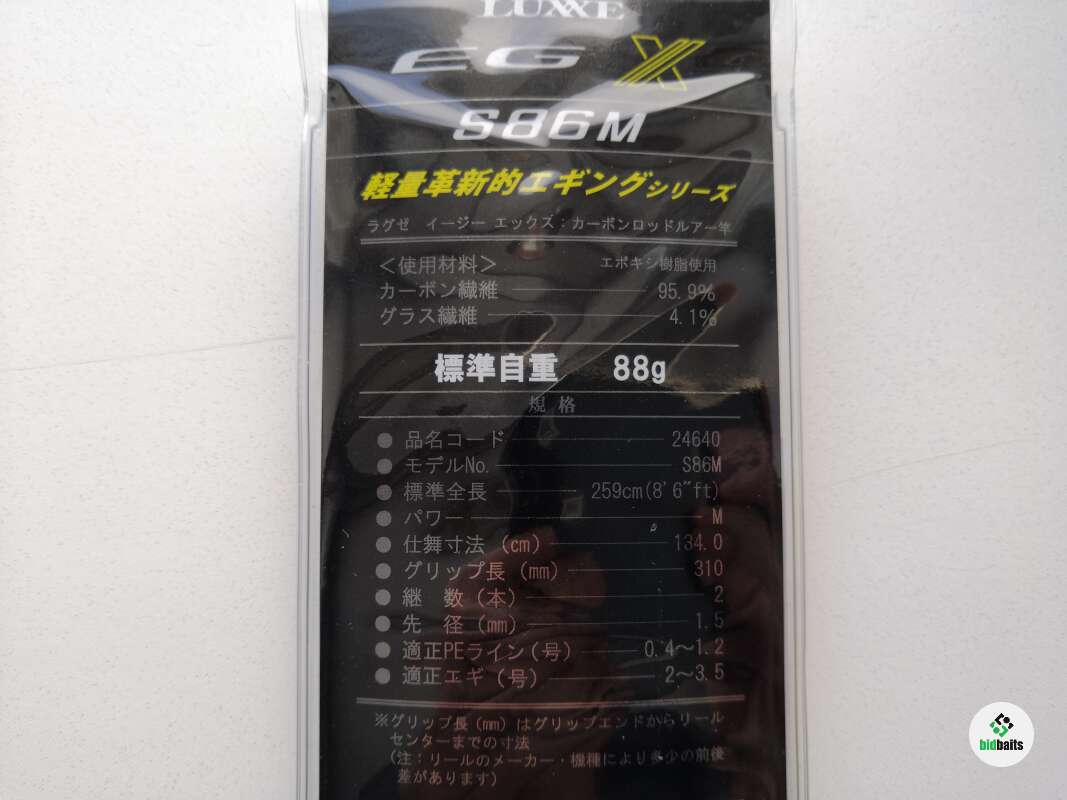 LUXXE
EG X
S86M
軽量革新的エギングシリーズ
ラグゼ イージー エックス：カーボンロッドルアー竿
＜使用材料＞ エポキシ樹脂使用
カーボン繊維 95.9%
グラス繊維 4.1%
標準自重 88g
規 格
● 品名コード 24640
● モデルNo. S86M
● 標準全長 259cm(8'6"ft)
● パワー M
● 仕舞寸法 (cm) 134.0
● グリップ長 (mm) 310
● 継 数 (本) 2
● 先 径 (mm) 1.5
● 適正PEライン(号) 0.4〜1.2
● 適正エギ (号) 2〜3.5
※グリップ長(mm)はグリップエンドからリール
センターまでの寸法
(注：リールのメーカー・機種により多少の前後
差があります)
bidbaits